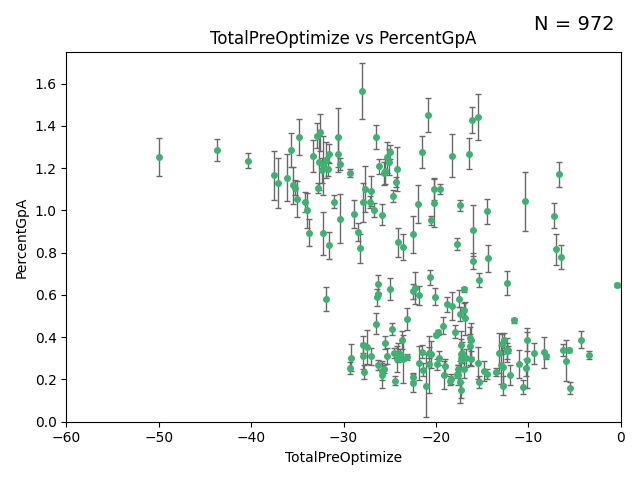 N = 972
TotalPreOptimize vs PercentGpA
PercentGpA
1.6
1.4
1.2
1.0
0.8
0.6
0.4
0.2
0.0
−60 −50 −40 −30 −20 −10 0
TotalPreOptimize